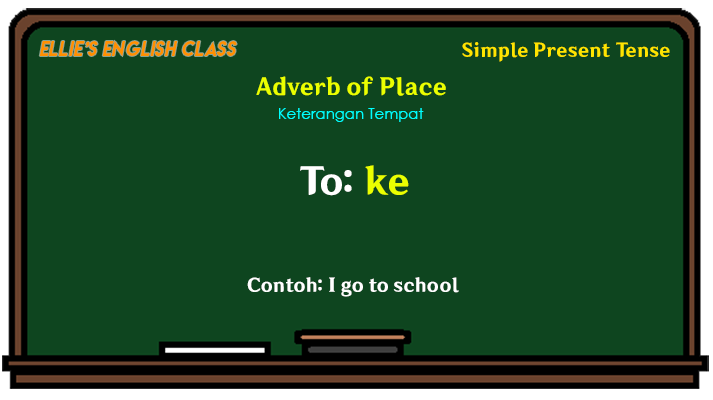 ELLIE'S ENGLISH CLASS
Simple Present Tense
Adverb of Place
Keterangan Tempat
To: ke
Contoh: I go to school